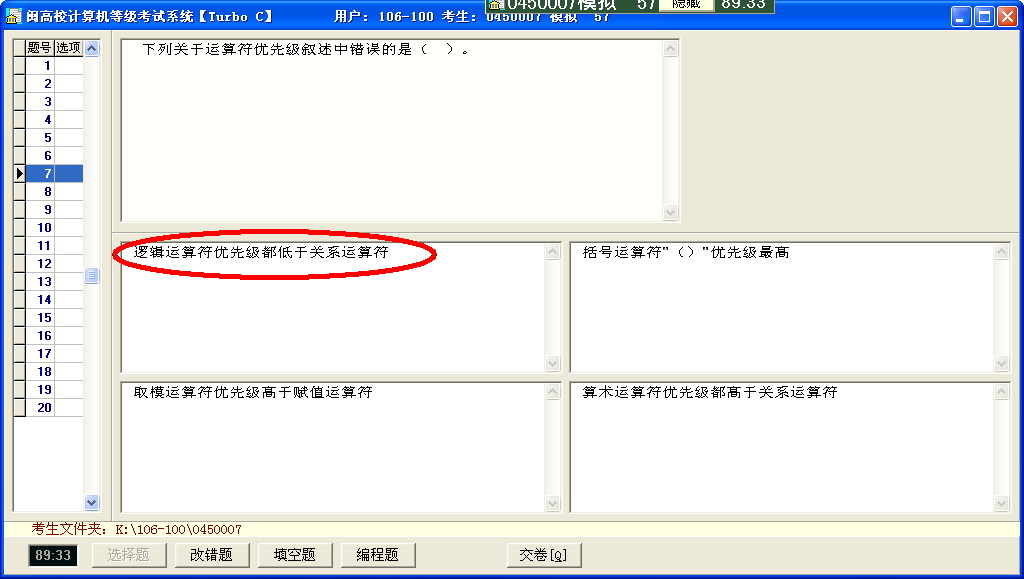 闽高校计算机等级考试系统【Turbo C】 用户: 106-100 考生: 0450007 模拟 57
0450007模拟 57 隐藏 89:33
题号 选项
1
2
3
4
5
6
7
8
9
10
11
12
13
14
15
16
17
18
19
20
下列关于运算符优先级叙述中错误的是（ ）。
逻辑运算符优先级都低于关系运算符
括号运算符"（）"优先级最高
取模运算符优先级高于赋值运算符
算术运算符优先级都高于关系运算符
考生文件夹: K:\106-100\0450007
89:33 选择题 改错题 填空题 编程题 交卷[Q]